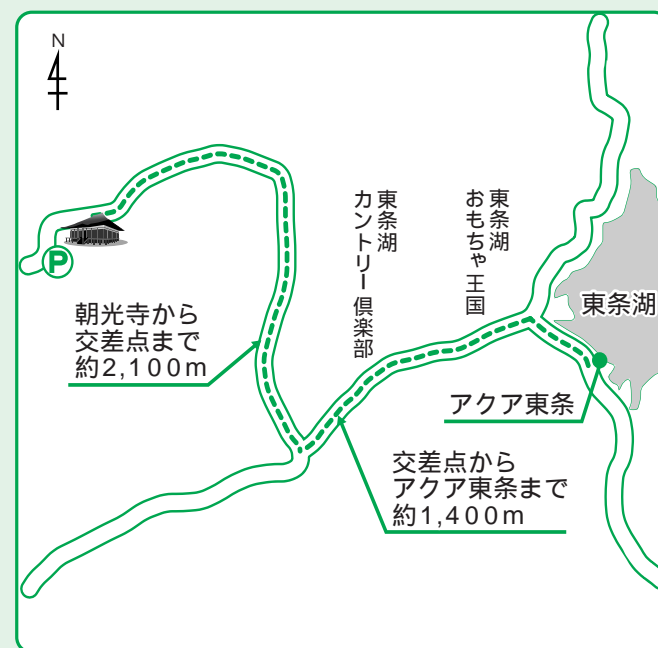 N
東条湖
カントリー倶楽部
東条湖
おもちゃ王国
東条湖
P
朝光寺から
交差点まで
約2,100m
アクア東条
交差点から
アクア東条まで
約1,400m